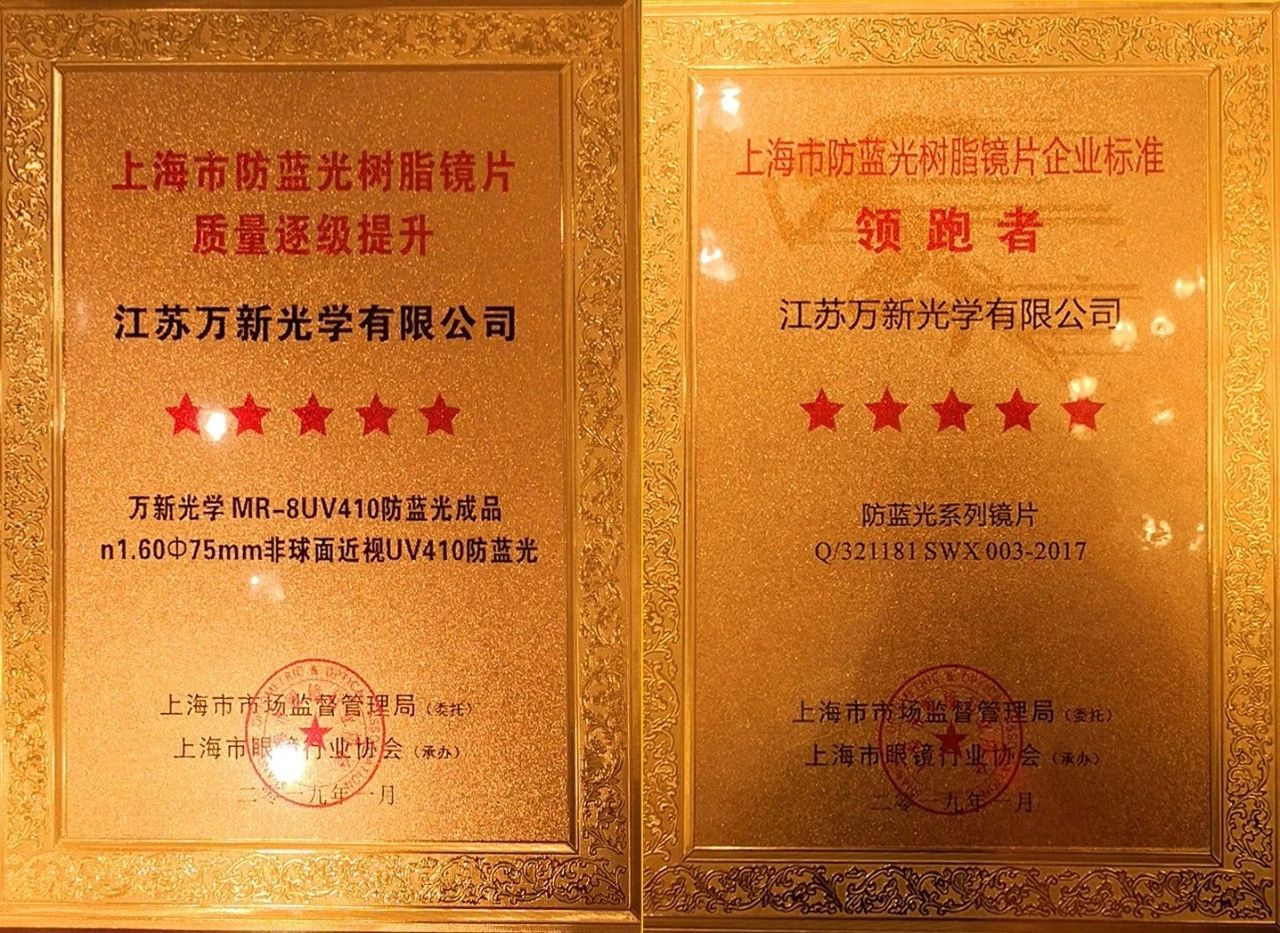 上海市防蓝光树脂镜片
质量逐级提升
江苏万新光学有限公司
万新光学 MR-8UV410防蓝光成品
n1.60Φ75mm非球面近视UV410防蓝光
上海市市场监督管理局（委托）
上海市眼镜行业协会（承办）
二零一九年一月
上海市防蓝光树脂镜片企业标准
领跑者
江苏万新光学有限公司
防蓝光系列镜片
Q/321181 SWX 003-2017
上海市市场监督管理局（委托）
上海市眼镜行业协会（承办）
二零一九年一月